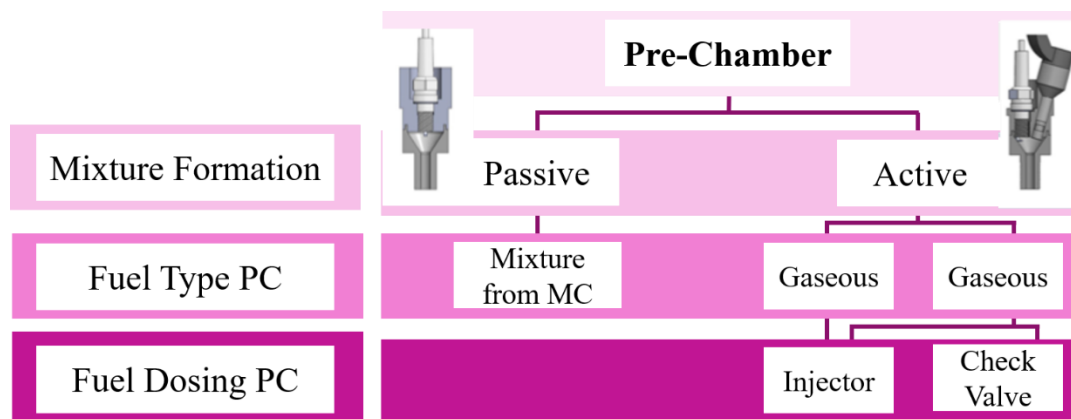 Pre-Chamber
Mixture Formation
Passive
Active
Fuel Type PC
Mixture
from MC
Gaseous
Gaseous
Fuel Dosing PC
Injector
Check
Valve